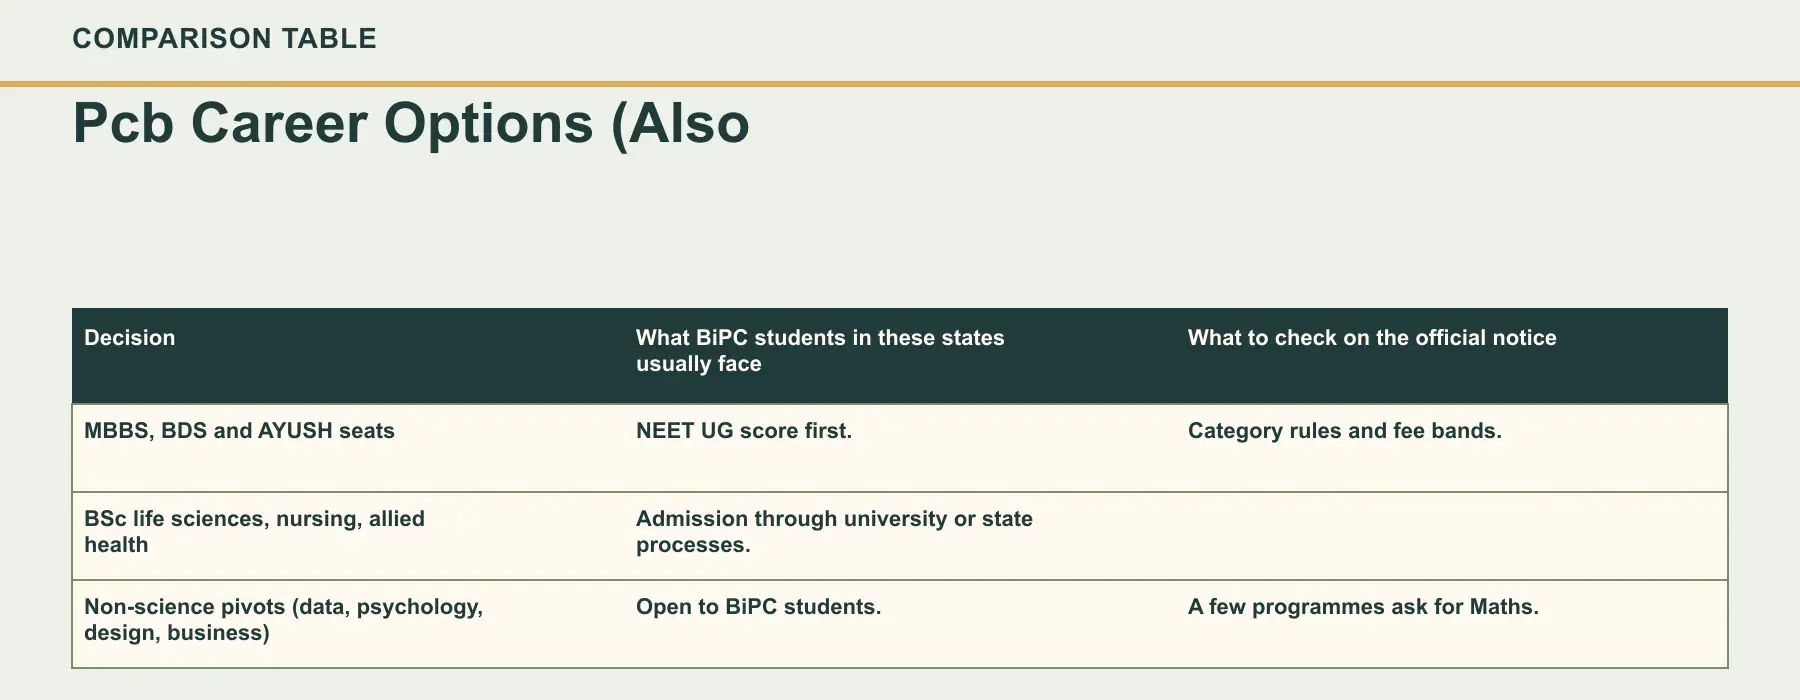 COMPARISON TABLE
Pcb Career Options (Also
Decision
What BiPC students in these states
usually face
What to check on the official notice
MBBS, BDS and AYUSH seats
NEET UG score first.
Category rules and fee bands.
BSc life sciences, nursing, allied
health
Admission through university or state
processes.
Non-science pivots (data, psychology,
design, business)
Open to BiPC students.
A few programmes ask for Maths.